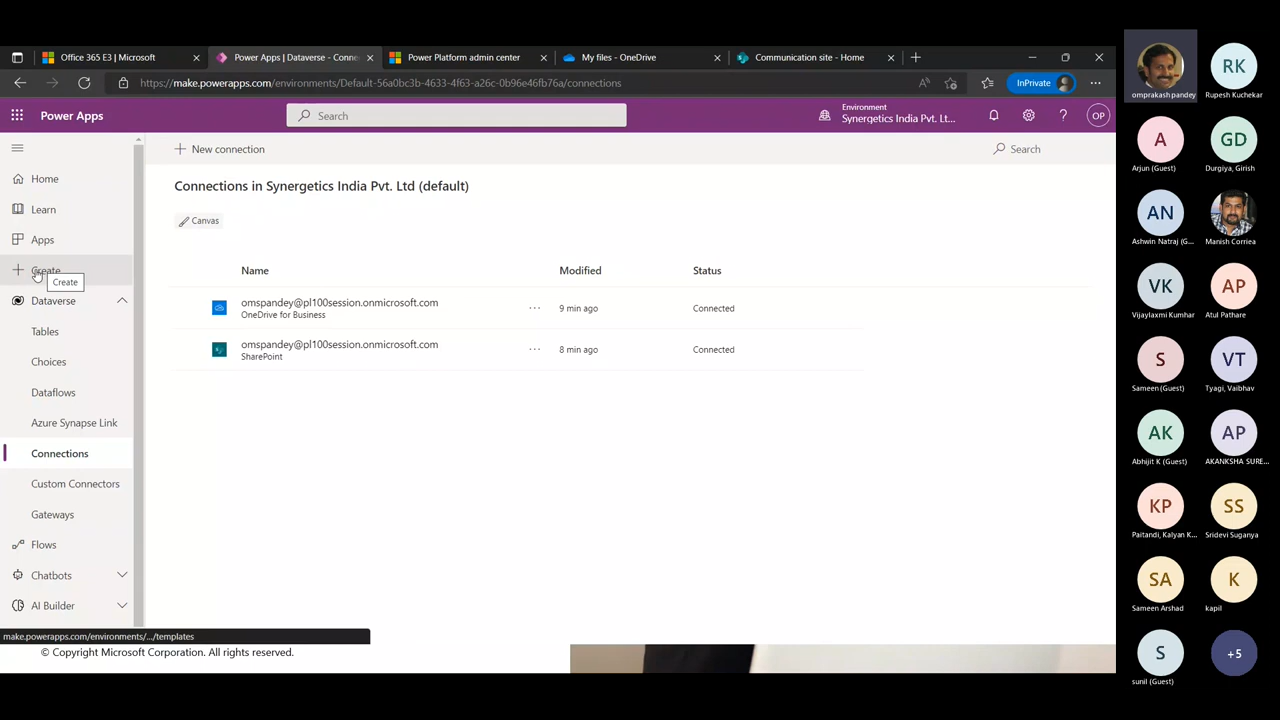 Office 365 E3 | Microsoft
Power Apps | Dataverse - Conne
Power Platform admin center
My files - OneDrive
Communication site - Home
https://make.powerapps.com/environments/Default-56a0bc3b-4633-4f63-a26c-0b96e46fb76a/connections
InPrivate
Power Apps
Search
Environment
Synergetics India Pvt. Lt...
OP
New connection
Search
Connections in Synergetics India Pvt. Ltd (default)
Canvas
Home
Learn
Apps
Create
Create
Dataverse
Tables
Choices
Dataflows
Azure Synapse Link
Connections
Custom Connectors
Gateways
Flows
Chatbots
AI Builder
Name Modified Status
omspandey@pl100session.onmicrosoft.com
OneDrive for Business
9 min ago Connected
omspandey@pl100session.onmicrosoft.com
SharePoint
8 min ago Connected
make.powerapps.com/environments/.../templates
© Copyright Microsoft Corporation. All rights reserved.
omprakash pandey
RK
Rupesh Kuchekar
A
Arjun (Guest)
GD
Durgiya, Girish
AN
Ashwin Natraj (G...
Manish Corriea
VK
Vijaylaxmi Kumhar
AP
Atul Pathare
S
Sameen (Guest)
VT
Tyagi, Vaibhav
AK
Abhijit K (Guest)
AP
AKANKSHA SURE...
KP
Paitandi, Kalyan K...
SS
Sridevi Suganya
SA
Sameen Arshad
K
kapil
S
sunil (Guest)
+5